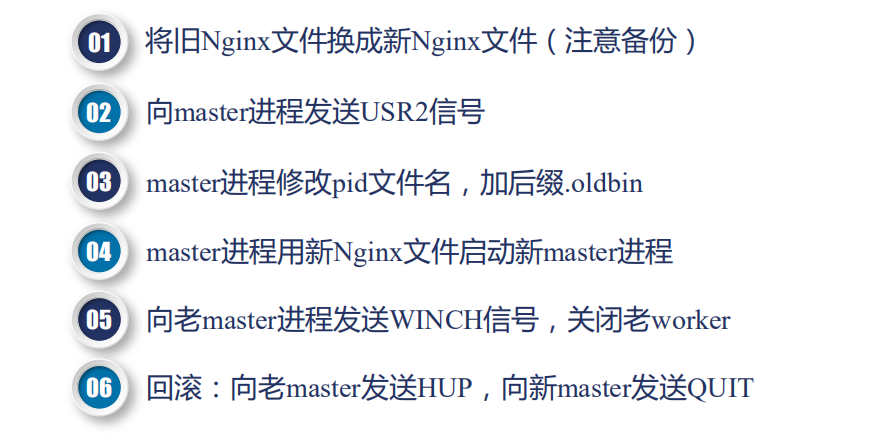 01 将旧Nginx文件换成新Nginx文件（注意备份）
02 向master进程发送USR2信号
03 master进程修改pid文件名，加后缀.oldbin
04 master进程用新Nginx文件启动新master进程
05 向老master进程发送WINCH信号，关闭老worker
06 回滚：向老master发送HUP，向新master发送QUIT